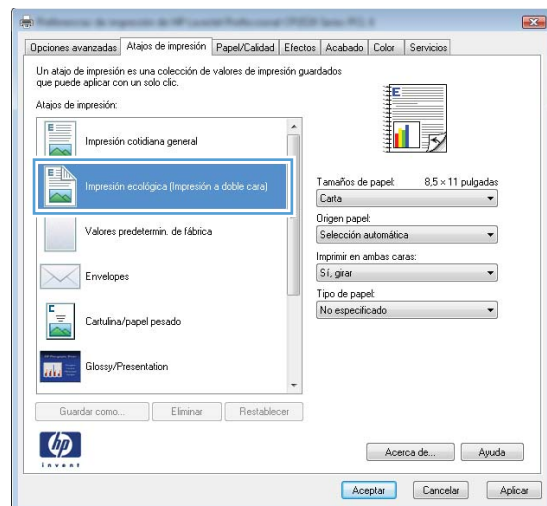 Opciones avanzadas Atajos de impresión Papel/Calidad Efectos Acabado Color Servicios
Un atajo de impresión es una colección de valores de impresión guardados
que puede aplicar con un solo clic.
Atajos de impresión:
Impresión cotidiana general
Impresión ecológica (Impresión a doble cara)
Valores predetermin. de fábrica
Envelopes
Cartulina/papel pesado
Glossy/Presentation
Guardar como... Eliminar Restablecer
E
Tamaños de papel: 8,5 × 11 pulgadas
Carta
Origen papel:
Selección automática
Imprimir en ambas caras:
Sí, girar
Tipo de papel:
No especificado
hp
invent
Acerca de... Ayuda
Aceptar Cancelar Aplicar